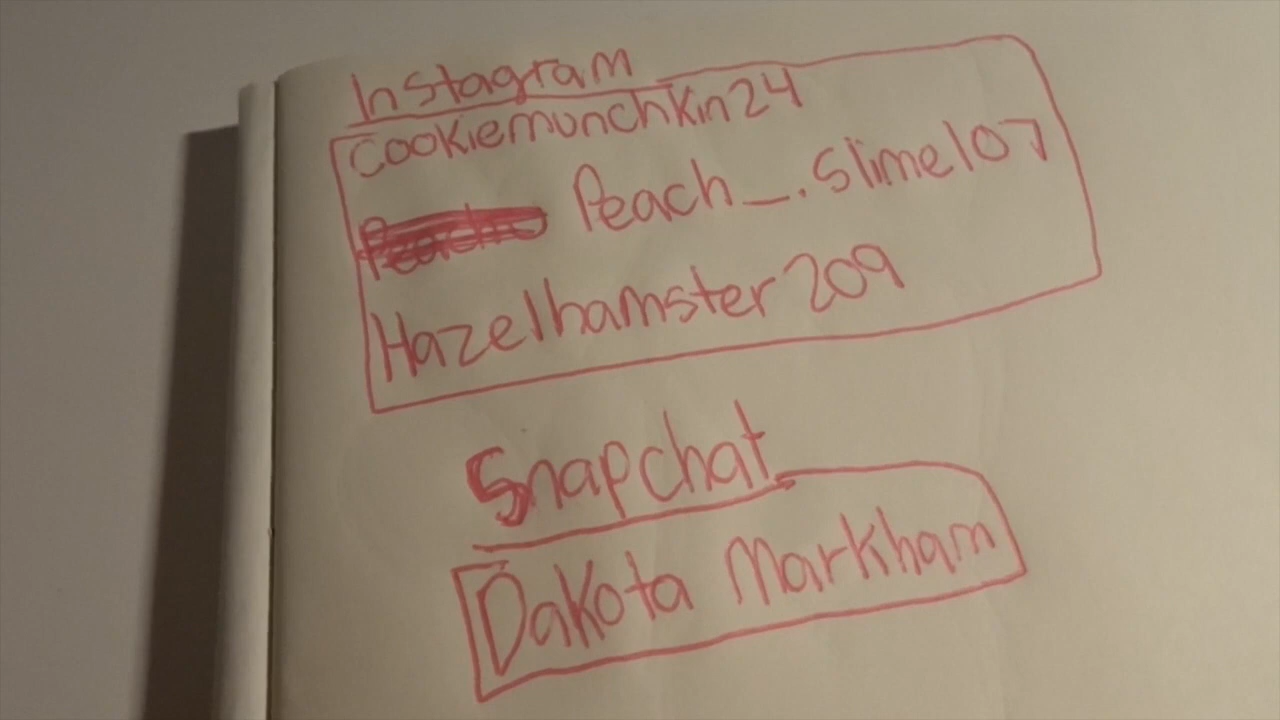 Instagram
Cookiemunchkin24
Peach_.Slime107
Hazelhamster209
Snapchat
Dakota Markham